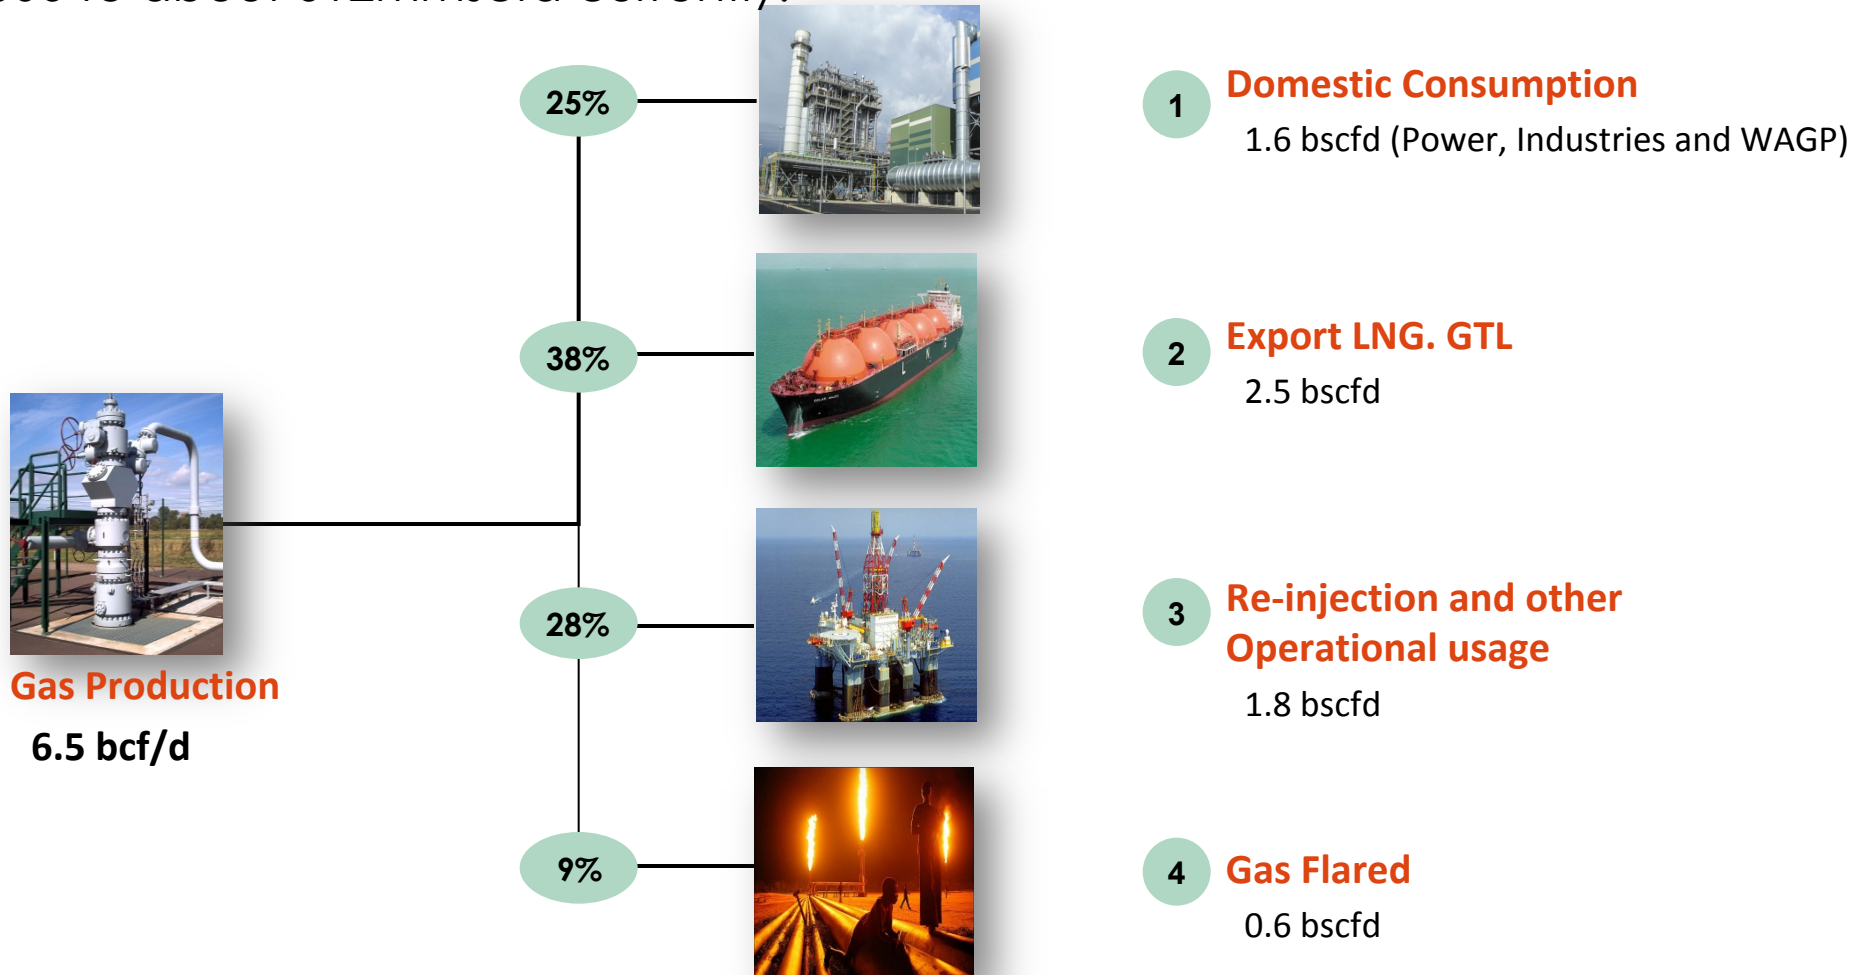 25%
1
Domestic Consumption
1.6 bscfd (Power, Industries and WAGP)
38%
2
Export LNG. GTL
2.5 bscfd
Gas Production
6.5 bcf/d
28%
3
Re-injection and other
Operational usage
1.8 bscfd
9%
4
Gas Flared
0.6 bscfd